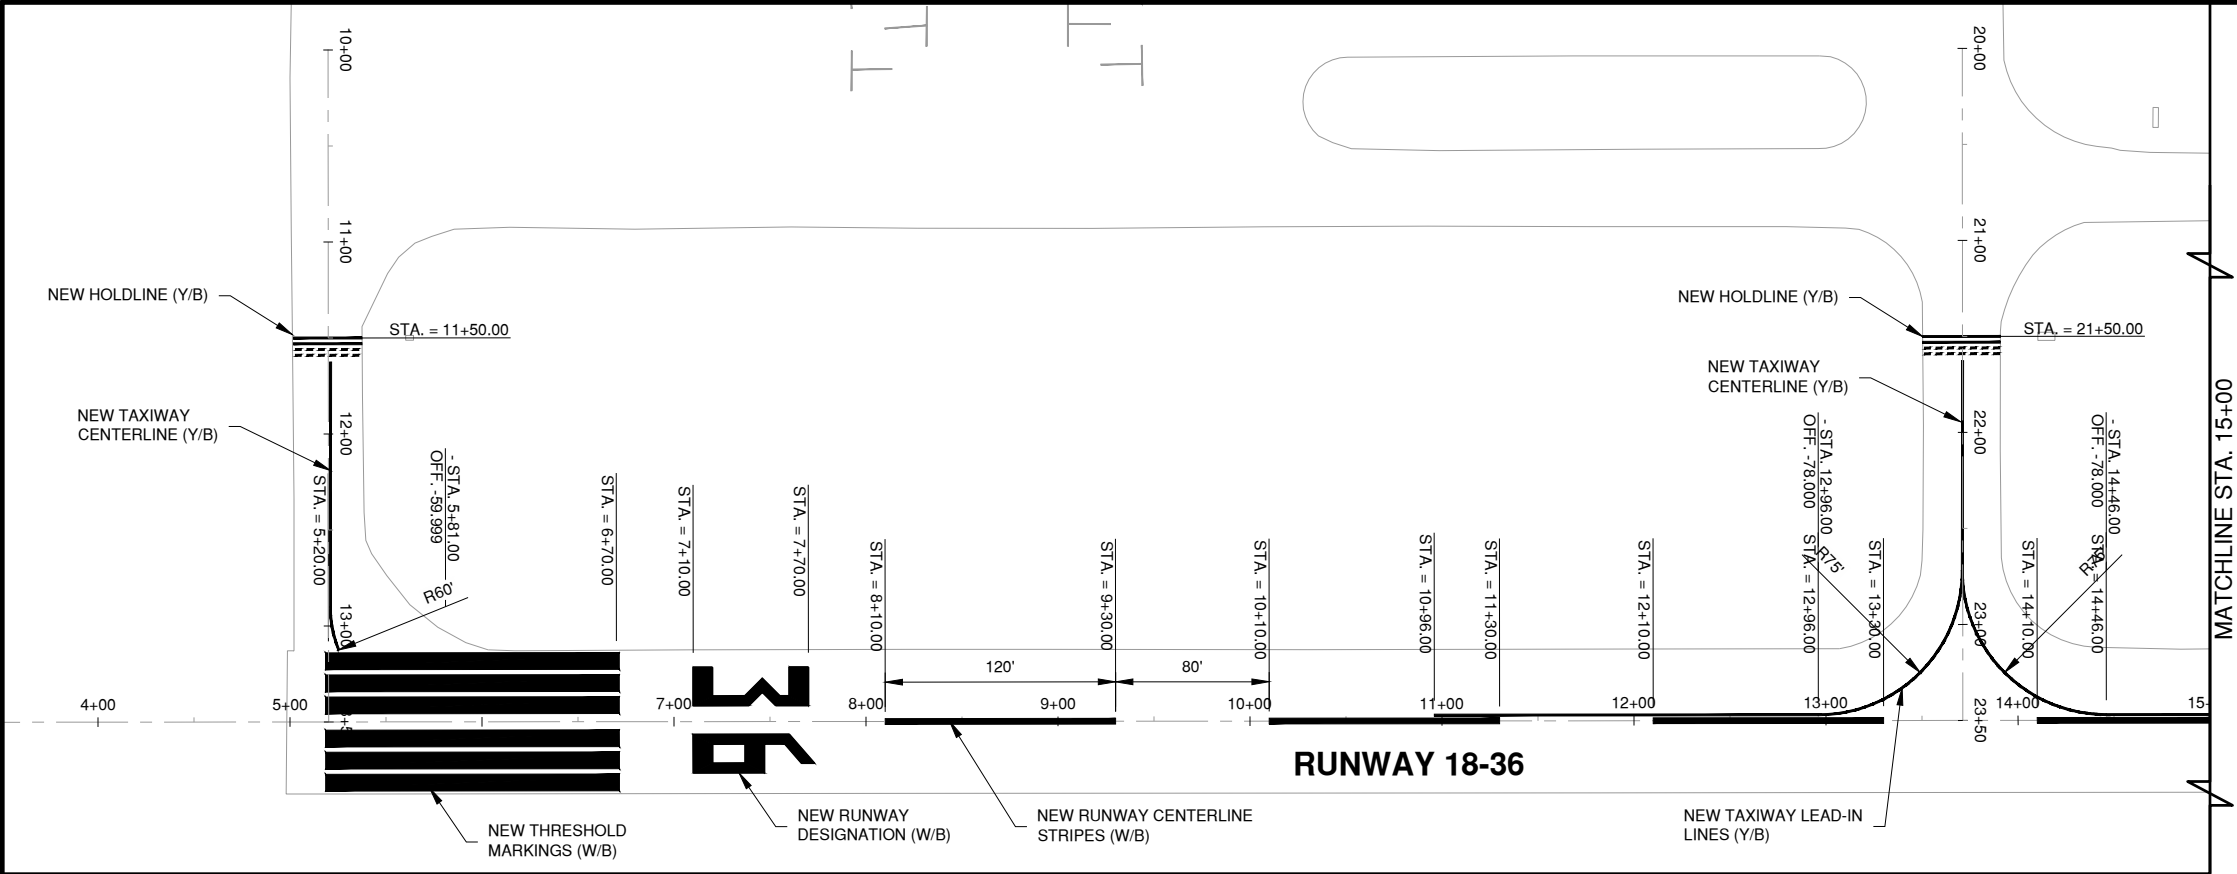 10+00
20+00
11+00
21+00
NEW HOLDLINE (Y/B)
STA. = 11+50.00
NEW HOLDLINE (Y/B)
STA. = 21+50.00
NEW TAXIWAY
CENTERLINE (Y/B)
NEW TAXIWAY
CENTERLINE (Y/B)
12+00
22+00
MATCHLINE STA. 15+00
STA. = 5+20.00
- STA. 5+81.00
OFF. -59.999
R60'
13+00
STA. = 6+70.00
STA. = 7+10.00
STA. = 7+70.00
STA. = 8+10.00
STA. = 9+30.00
STA. = 10+10.00
STA. = 10+96.00
STA. = 11+30.00
STA. = 12+10.00
- STA. 12+96.00
OFF. -78.000
STA. = 12+96.00
R75'
STA. = 13+30.00
23+00
STA. = 14+10.00
- STA. 14+46.00
OFF. -78.000
STA. = 14+46.00
120'
80'
4+00
5+00
7+00
8+00
9+00
10+00
11+00
12+00
13+00
14+00
15+
23+50
36
RUNWAY 18-36
NEW THRESHOLD
MARKINGS (W/B)
NEW RUNWAY
DESIGNATION (W/B)
NEW RUNWAY CENTERLINE
STRIPES (W/B)
NEW TAXIWAY LEAD-IN
LINES (Y/B)